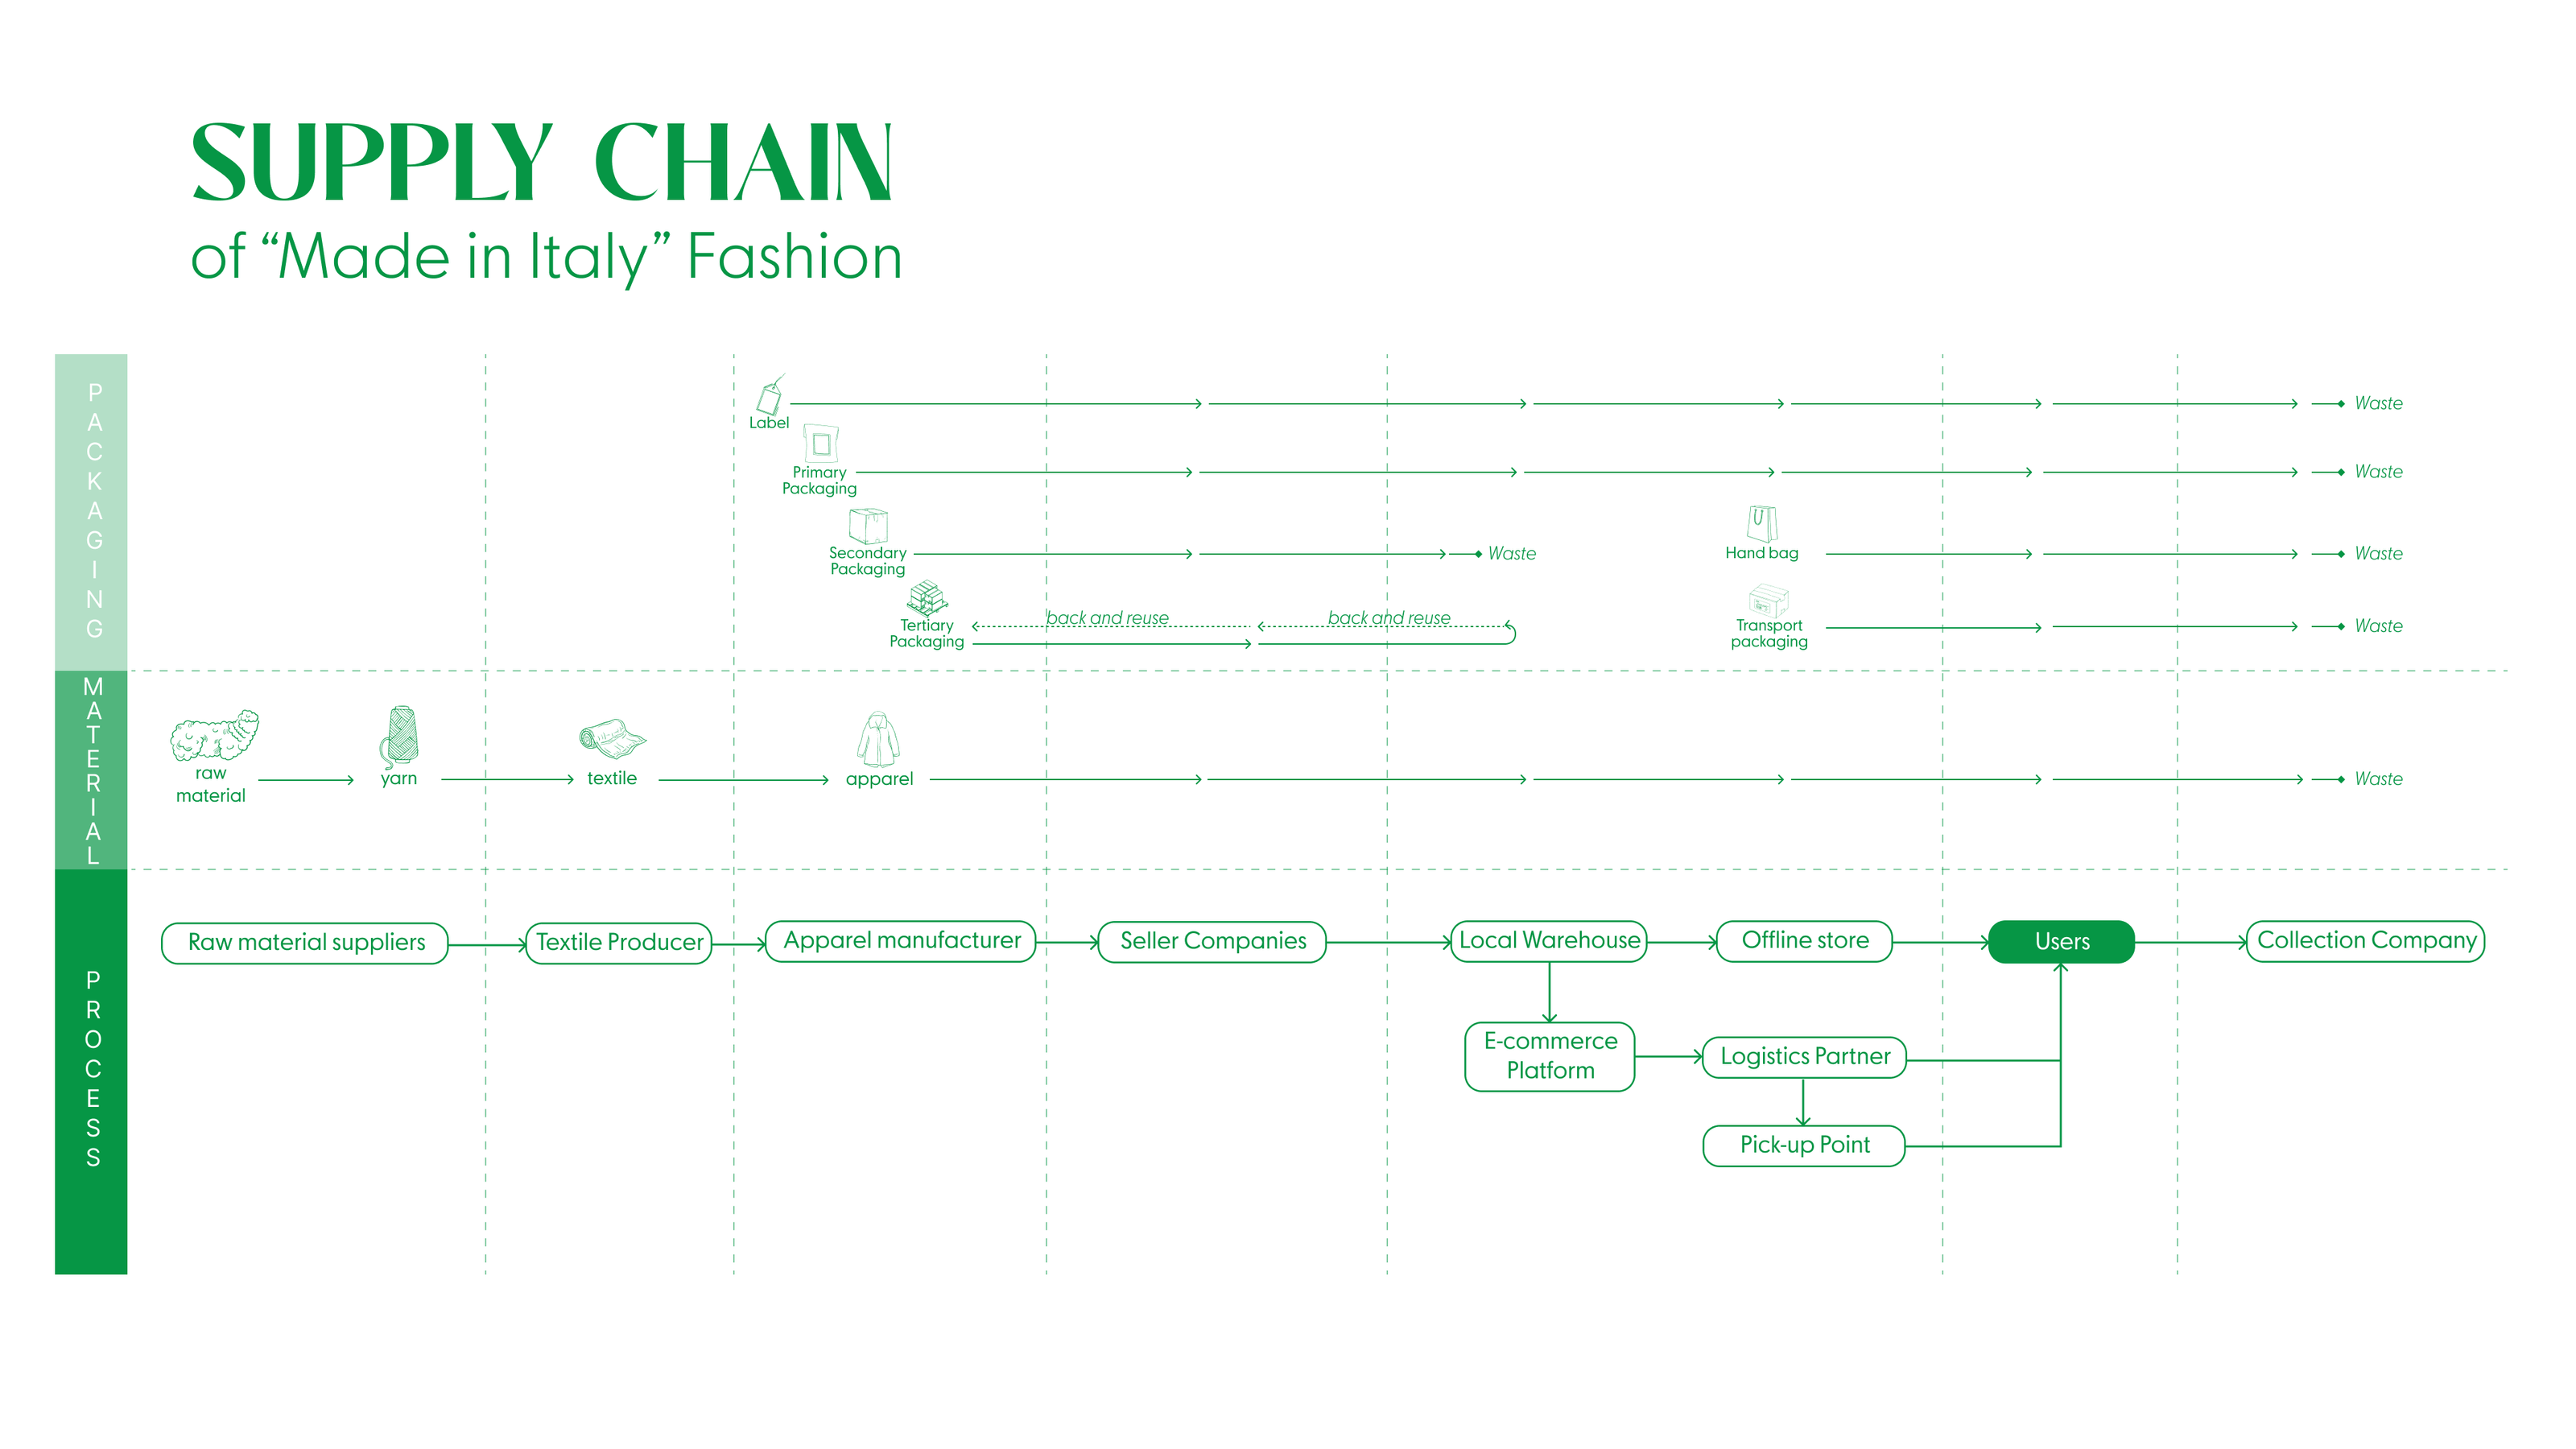 SUPPLY CHAIN
of “Made in Italy” Fashion
PACKAGING
Label
Waste
Primary
Packaging
Waste
Secondary
Packaging
Waste
Hand bag
Waste
Tertiary
Packaging
back and reuse
back and reuse
Transport
packaging
Waste
MATERIAL
raw
material
yarn
textile
apparel
Waste
PROCESS
Raw material suppliers
Textile Producer
Apparel manufacturer
Seller Companies
Local Warehouse
Offline store
Users
Collection Company
E-commerce
Platform
Logistics Partner
Pick-up Point